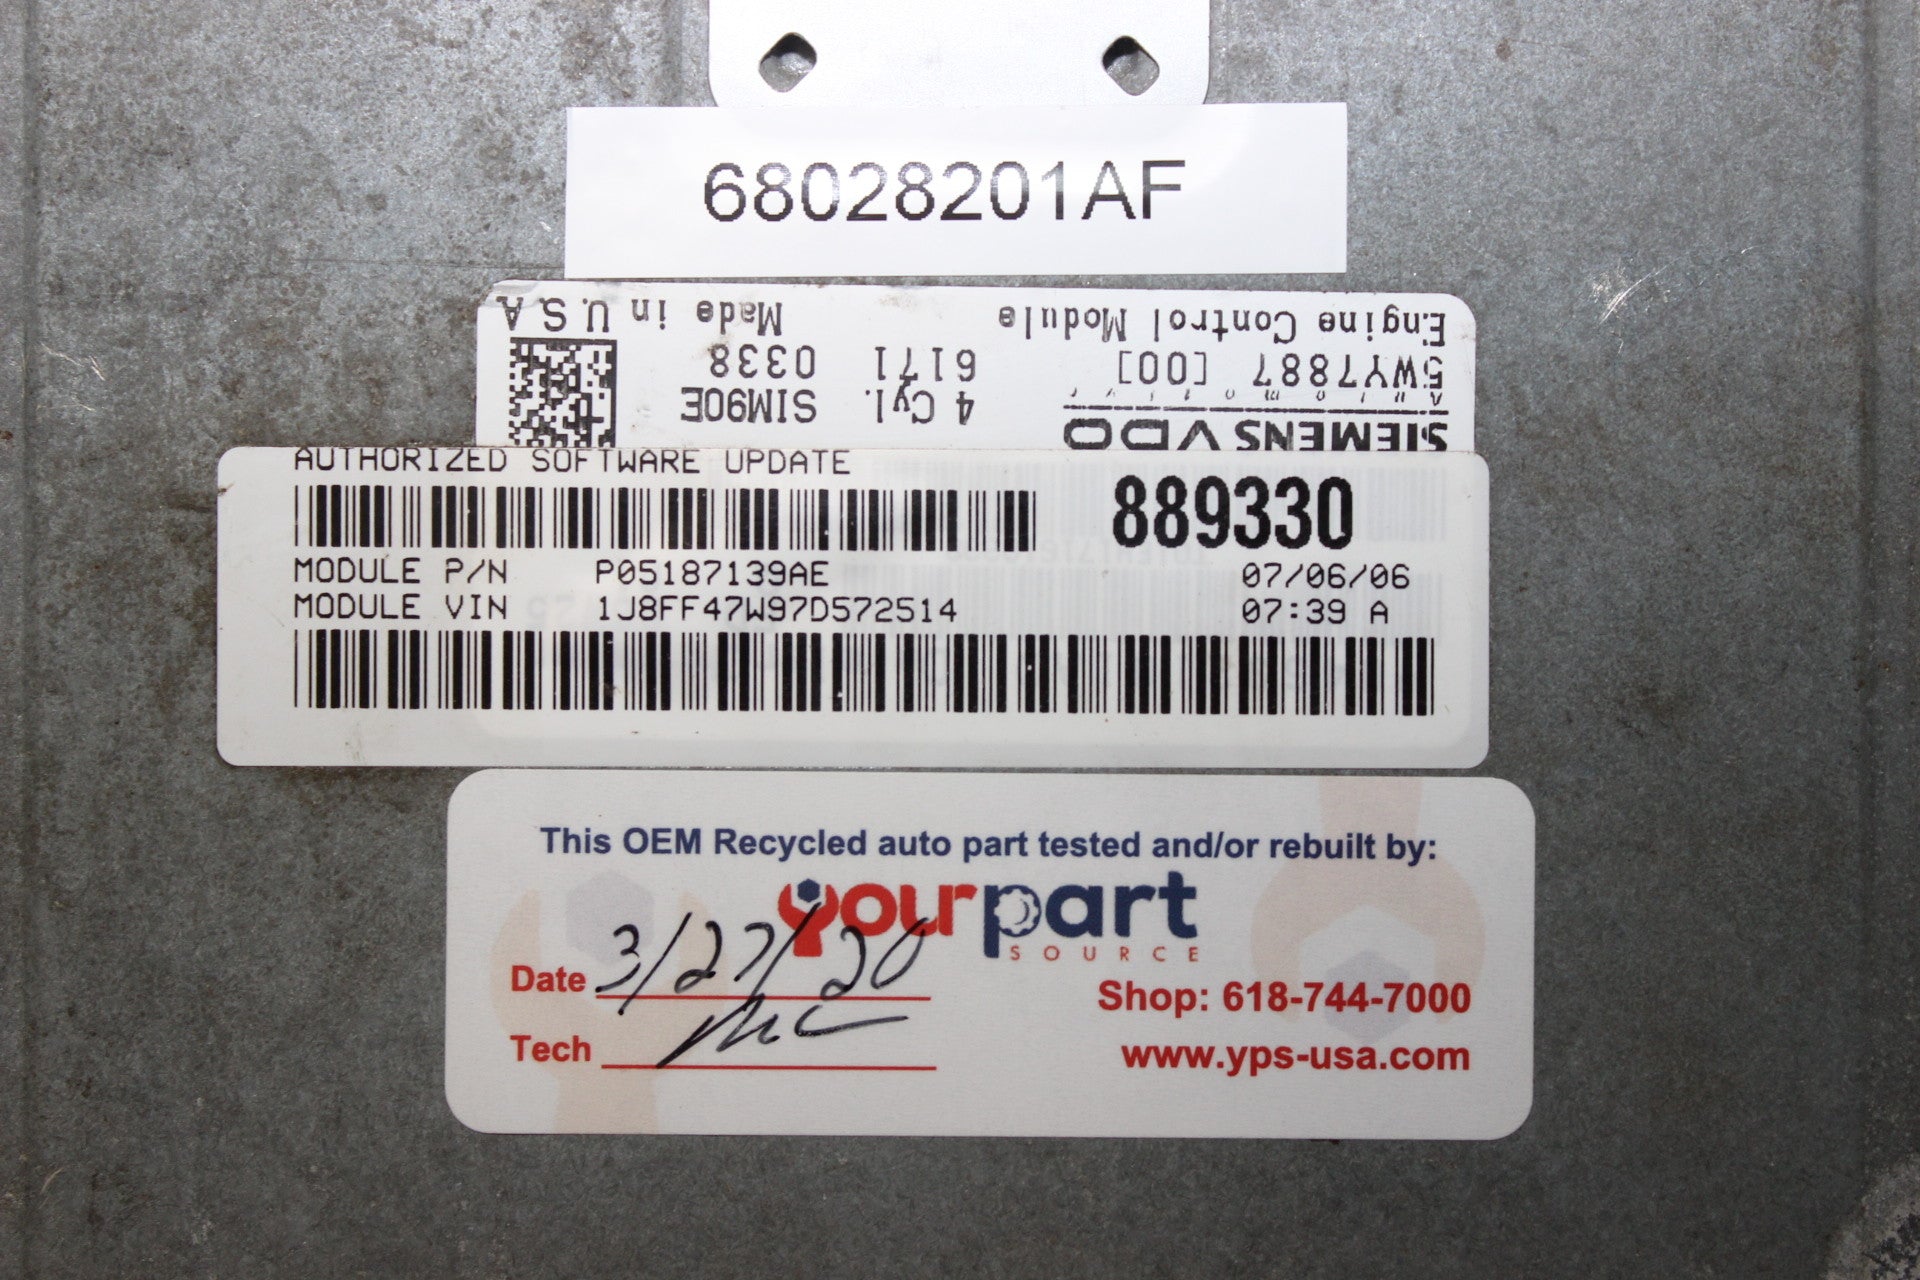 68028201AF
SIEMENS VDO
Automotive
5WY7887 [00]
Engine Control Module
4 Cyl. SIM90E
6171 0338
Made in U.S.A
AUTHORIZED SOFTWARE UPDATE
889330
MODULE P/N P05187139AE 07/06/06
MODULE VIN 1J8FF47W97D572514 07:39 A
This OEM Recycled auto part tested and/or rebuilt by:
yourpart
SOURCE
Date 3/27/20
Shop: 618-744-7000
Tech
www.yps-usa.com